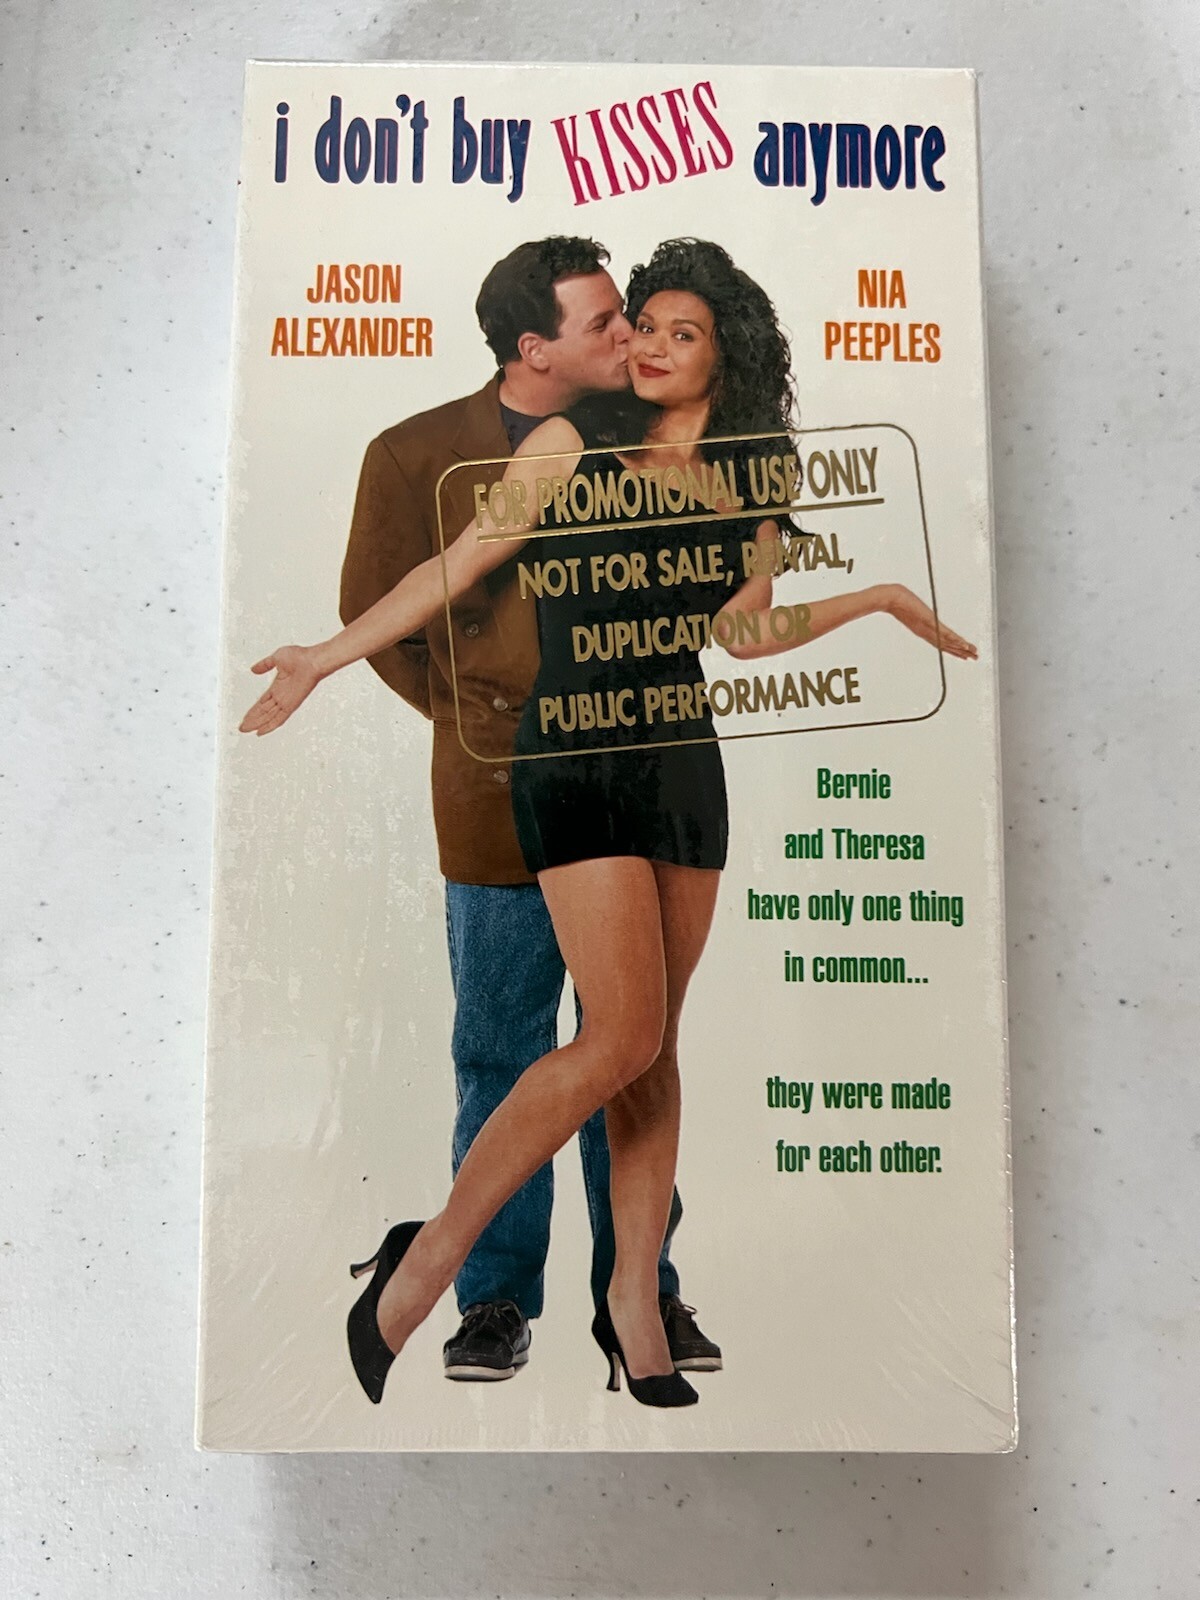 i don't buy KISSES anymore
JASON
ALEXANDER
NIA
PEEPLES
FOR PROMOTIONAL USE ONLY
NOT FOR SALE, RENTAL,
DUPLICATION OR
PUBLIC PERFORMANCE
Bernie
and Theresa
have only one thing
in common...
they were made
for each other.